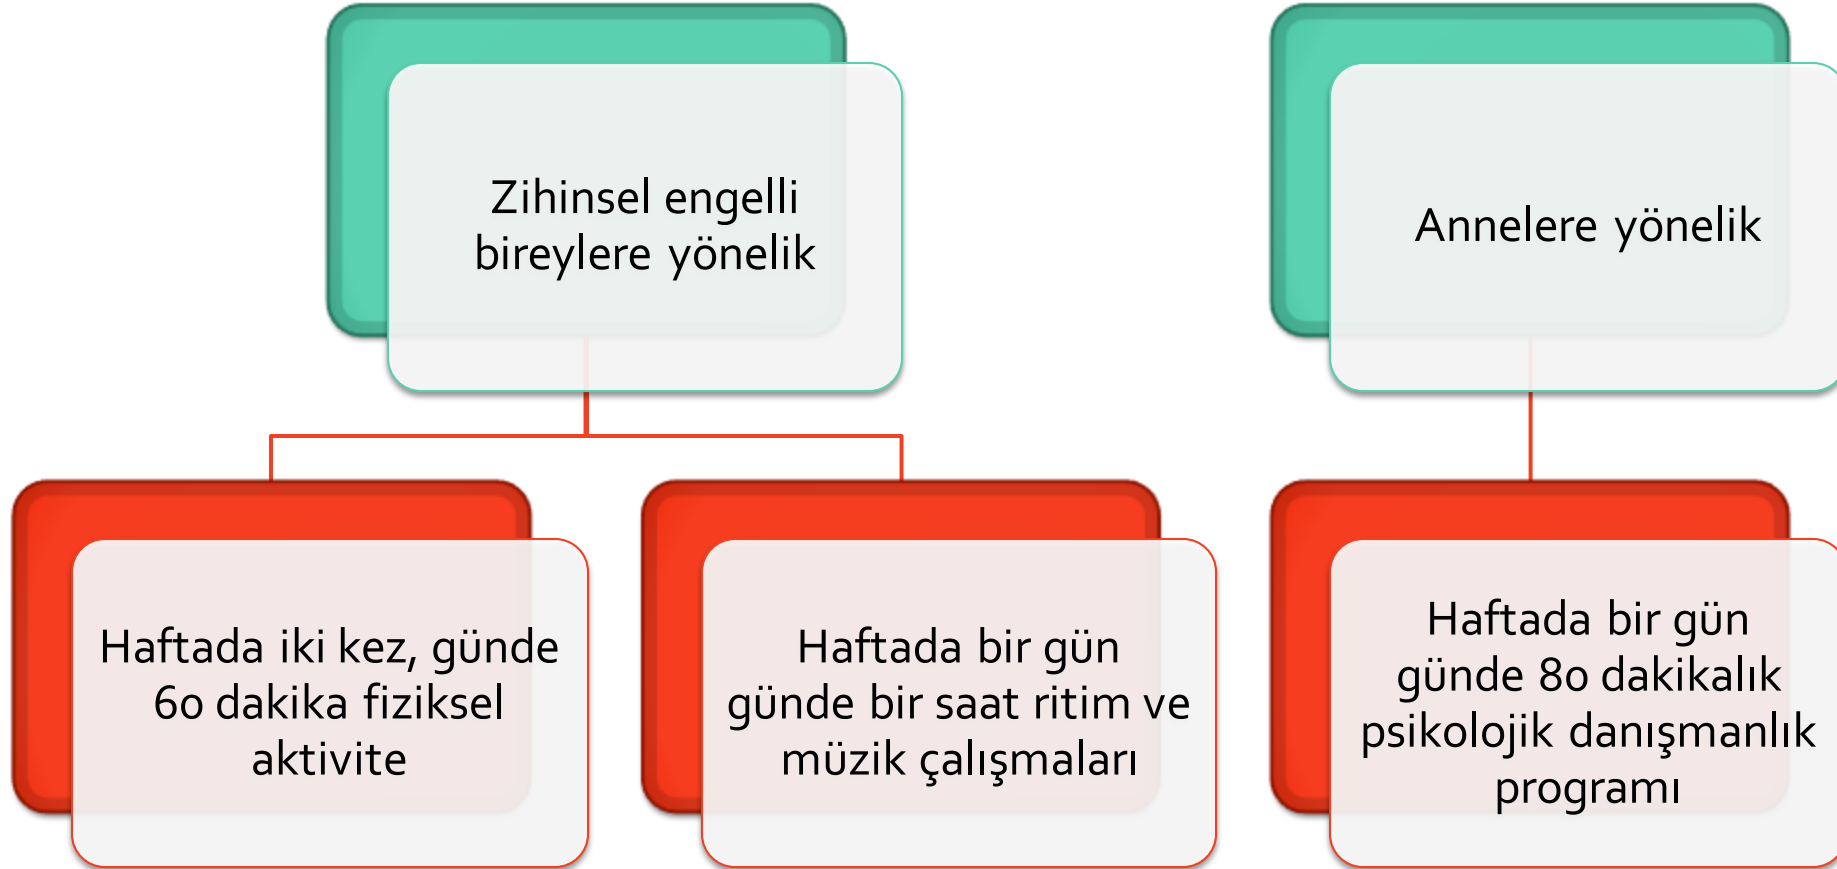 Zihinsel engelli
bireylere yönelik
Annelere yönelik
Haftada iki kez, günde
60 dakika fiziksel
aktivite
Haftada bir gün
günde bir saat ritim ve
müzik çalışmaları
Haftada bir gün
günde 80 dakikalık
psikolojik danışmanlık
programı